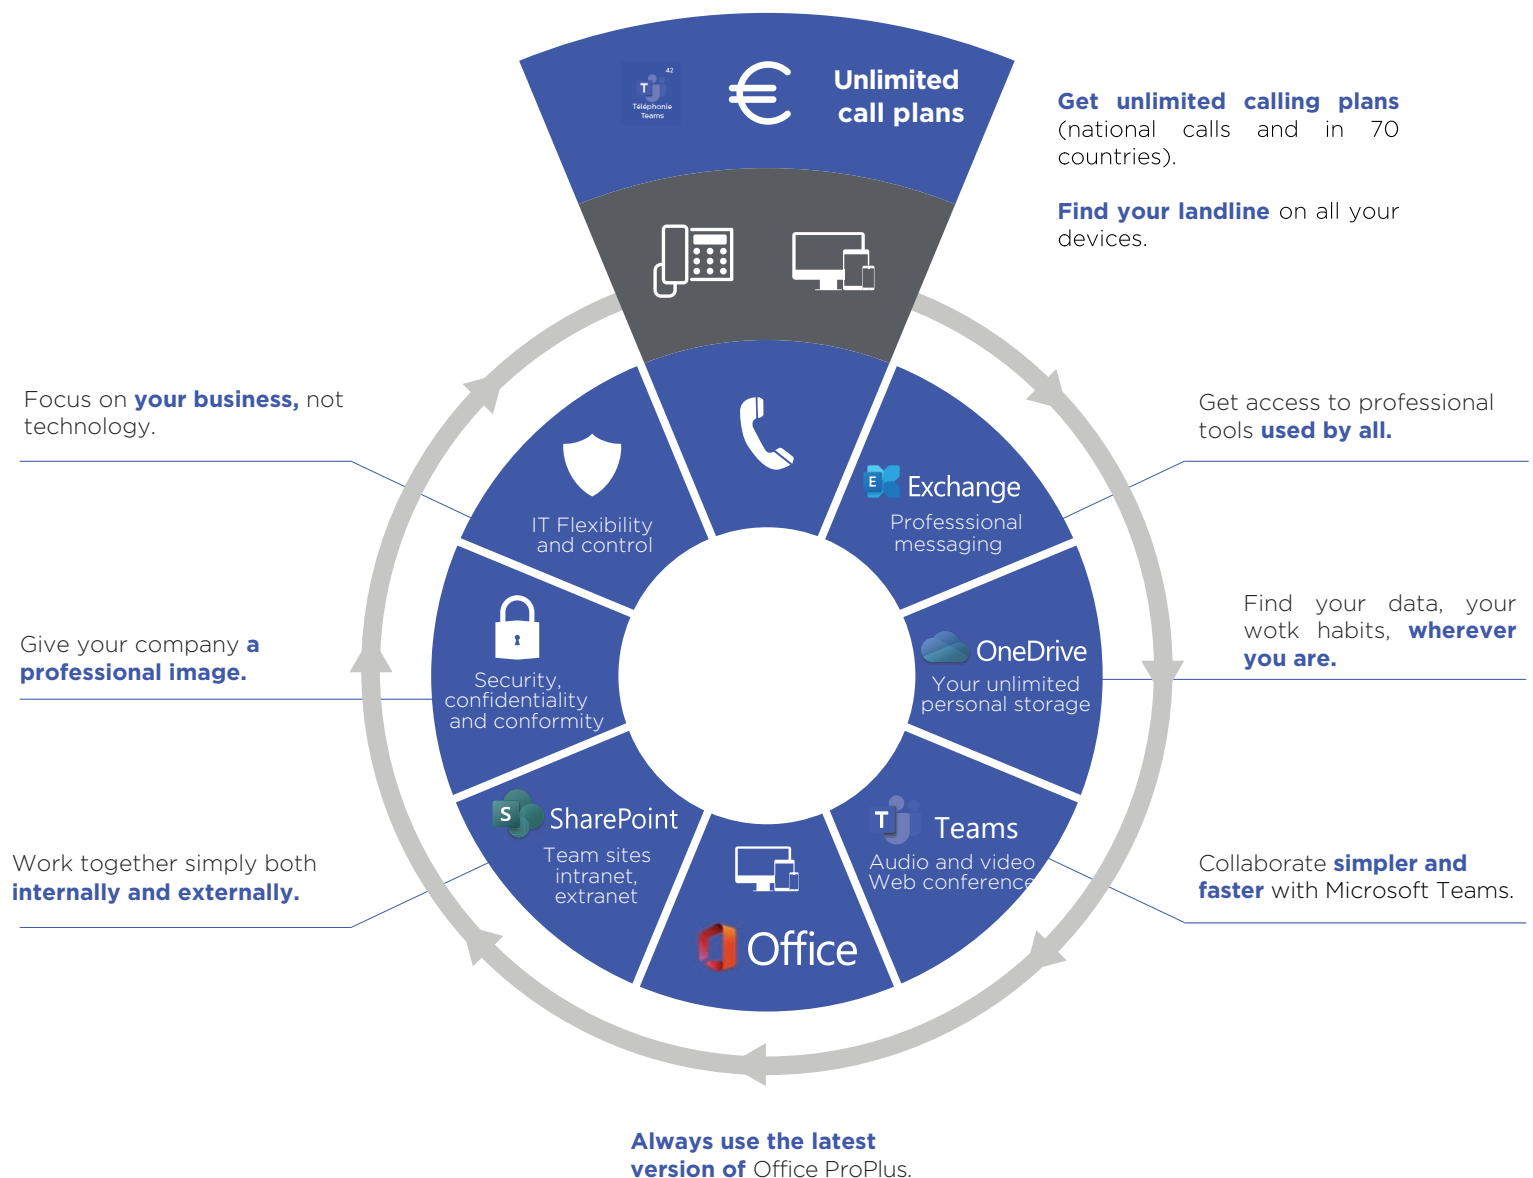 42
T
Téléphonie
Teams
Unlimited
call plans
Get unlimited calling plans
(national calls and in 70
countries).
Find your landline on all your
devices.
Focus on your business, not
technology.
Get access to professional
tools used by all.
IT Flexibility
and control
E Exchange
Professsional
messaging
Give your company a
professional image.
Security,
confidentiality
and conformity
OneDrive
Your unlimited
personal storage
Find your data, your
wotk habits, wherever
you are.
Work together simply both
internally and externally.
S SharePoint
Team sites
intranet,
extranet
Office
T Teams
Audio and video
Web conference
Collaborate simpler and
faster with Microsoft Teams.
Always use the latest
version of Office ProPlus.